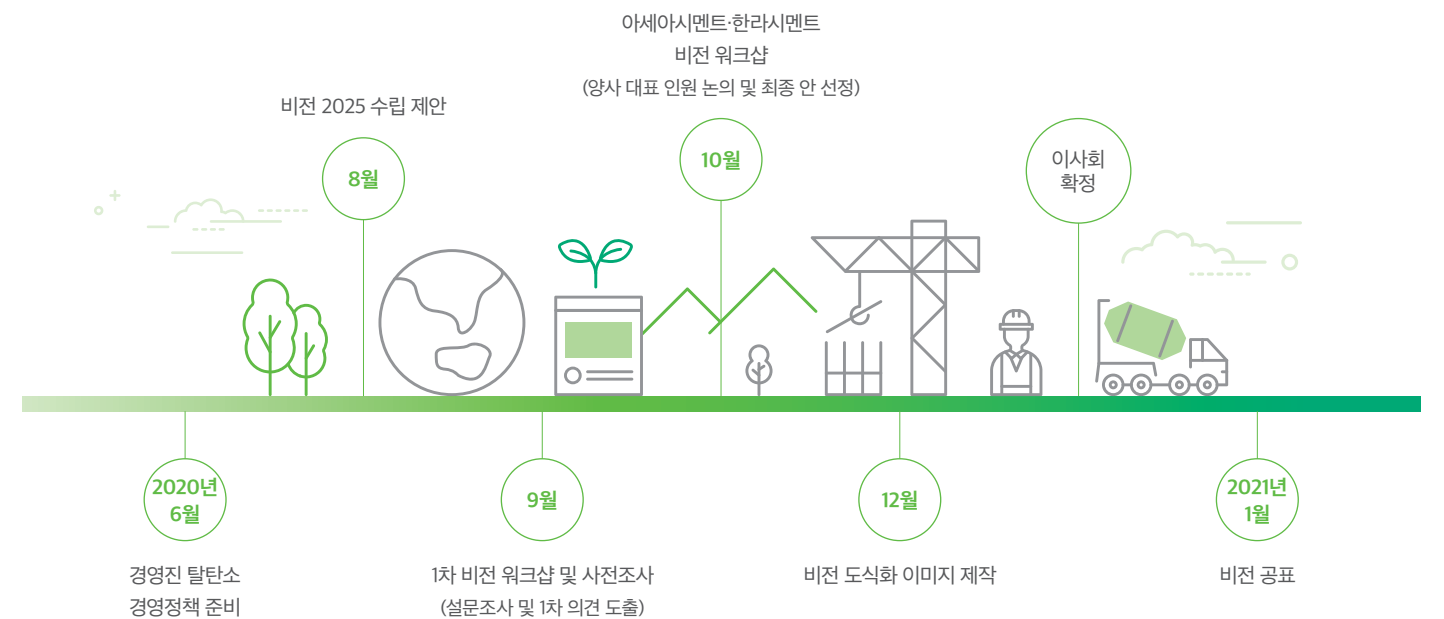 아세아시멘트·한라시멘트
비전 워크샵
(양사 대표 인원 논의 및 최종 안 선정)
비전 2025 수립 제안
8월
10월
이사회
확정
2020년
6월
9월
12월
2021년
1월
경영진 탈탄소
경영정책 준비
1차 비전 워크샵 및 사전조사
(설문조사 및 1차 의견 도출)
비전 도식화 이미지 제작
비전 공표